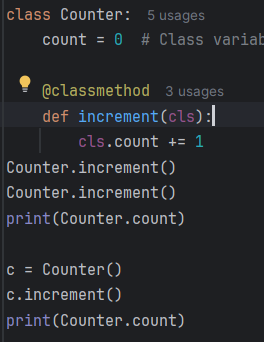 class Counter:  5 usages
    count = 0  # Class variab

    @classmethod  3 usages
    def increment(cls):
        cls.count += 1
Counter.increment()
Counter.increment()
print(Counter.count)

c = Counter()
c.increment()
print(Counter.count)